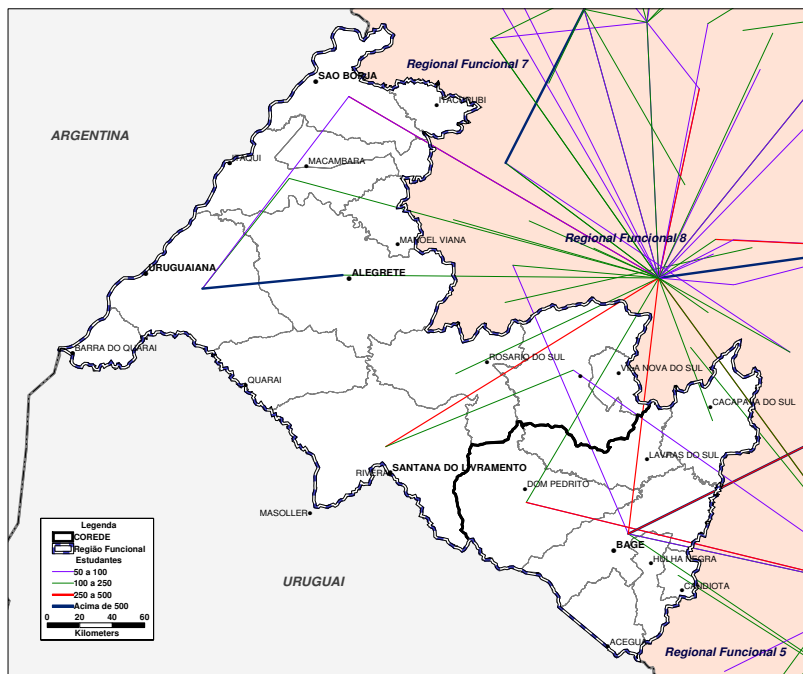 Regional Funcional 7
SAO BORJA
ITACURUBI
ARGENTINA
ITAQUI
MACAMBARA
Regional Funcional 8
MANOEL VIANA
URUGUAIANA
ALEGRETE
BARRA DO QUARAI
ROSARIO DO SUL
VILA NOVA DO SUL
QUARAI
CACAPAVA DO SUL
LAVRAS DO SUL
RIVERA
SANTANA DO LIVRAMENTO
DOM PEDRITO
MASOLLER
Legenda
COREDE
Região Funcional
Estudantes
50 a 100
100 a 250
250 a 500
Acima de 500
0 20 40 60
Kilometers
BAGE
HULHA NEGRA
URUGUAI
CANDIOTA
ACEGUA
Regional Funcional 5